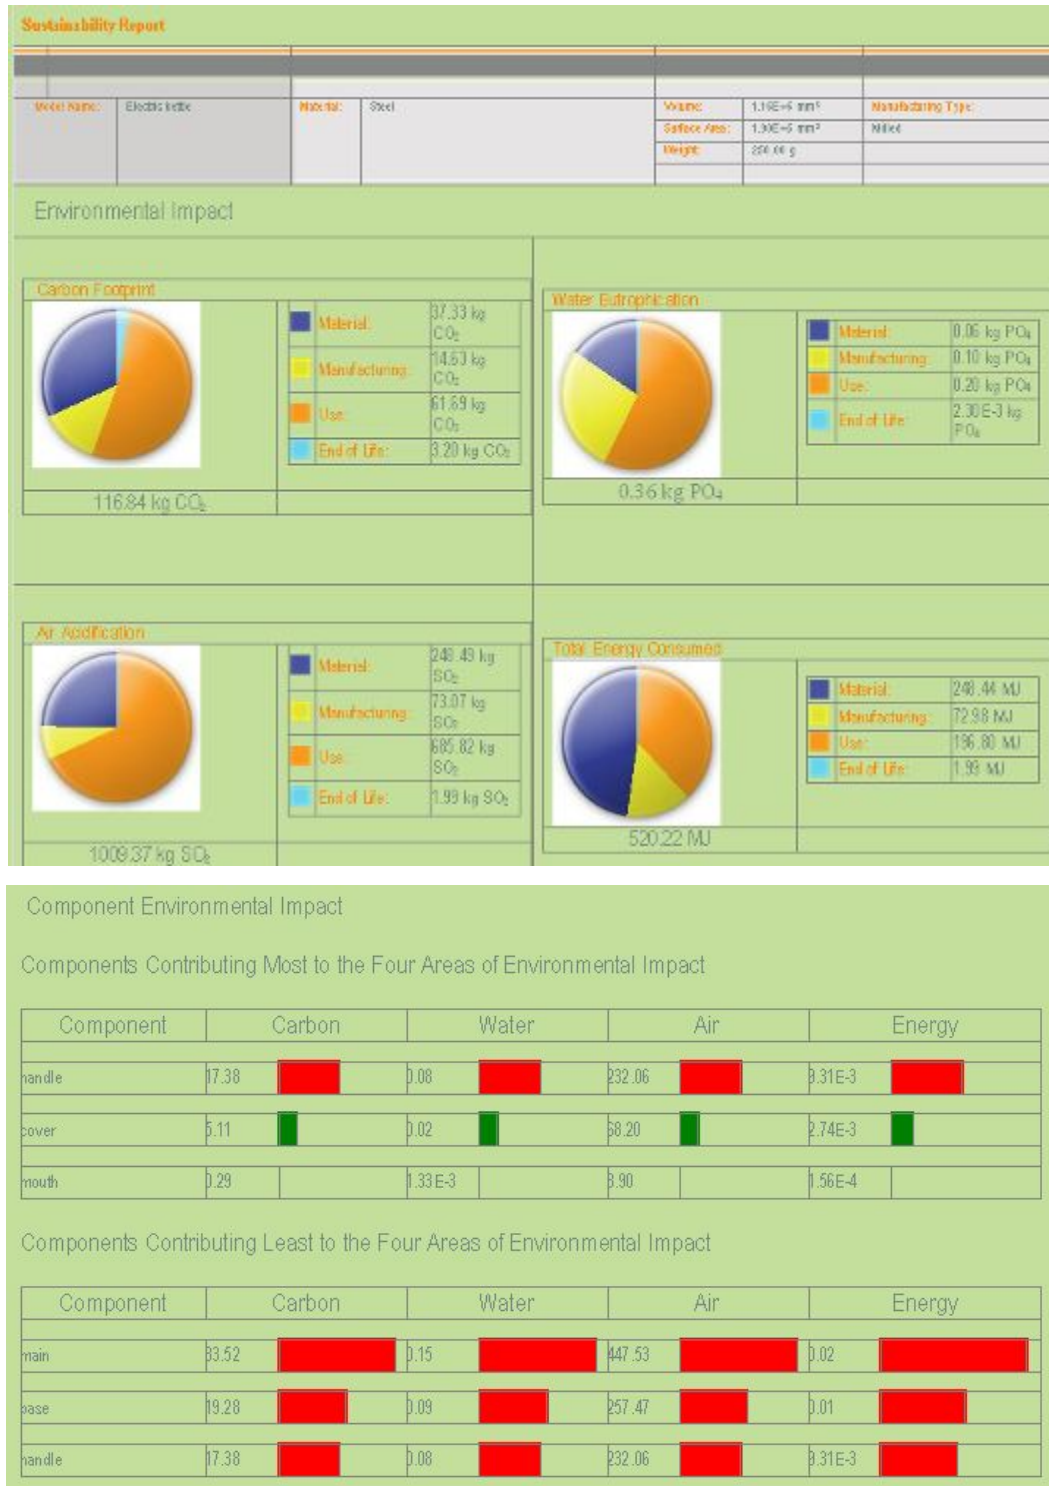 Sustainability Report
Model Name: Electric kettle Material: Steel Volume: 1.16E+6 mm³ Manufacturing Type:
Surface Area: 1.90E+5 mm² Milled
Weight: 250.00 g
Environmental Impact
Carbon Footprint
Material: 37.33 kg CO₂
Manufacturing: 14.63 kg CO₂
Use: 61.69 kg CO₂
End of Life: 3.20 kg CO₂
116.84 kg CO₂
Water Eutrophication
Material: 0.06 kg PO₄
Manufacturing: 0.10 kg PO₄
Use: 0.20 kg PO₄
End of Life: 2.30E-3 kg PO₄
0.36 kg PO₄
Air Acidification
Material: 248.49 kg SO₂
Manufacturing: 73.07 kg SO₂
Use: 685.82 kg SO₂
End of Life: 1.99 kg SO₂
1009.37 kg SO₂
Total Energy Consumed
Material: 248.44 MJ
Manufacturing: 72.98 MJ
Use: 196.80 MJ
End of Life: 1.99 MJ
520.22 MJ
Component Environmental Impact
Components Contributing Most to the Four Areas of Environmental Impact
Component Carbon Water Air Energy
handle 17.38 0.08 232.06 9.31E-3
cover 5.11 0.02 68.20 2.74E-3
mouth 0.29 1.33E-3 3.90 1.56E-4
Components Contributing Least to the Four Areas of Environmental Impact
Component Carbon Water Air Energy
main 33.52 0.15 447.53 0.02
base 19.28 0.09 257.47 0.01
handle 17.38 0.08 232.06 9.31E-3